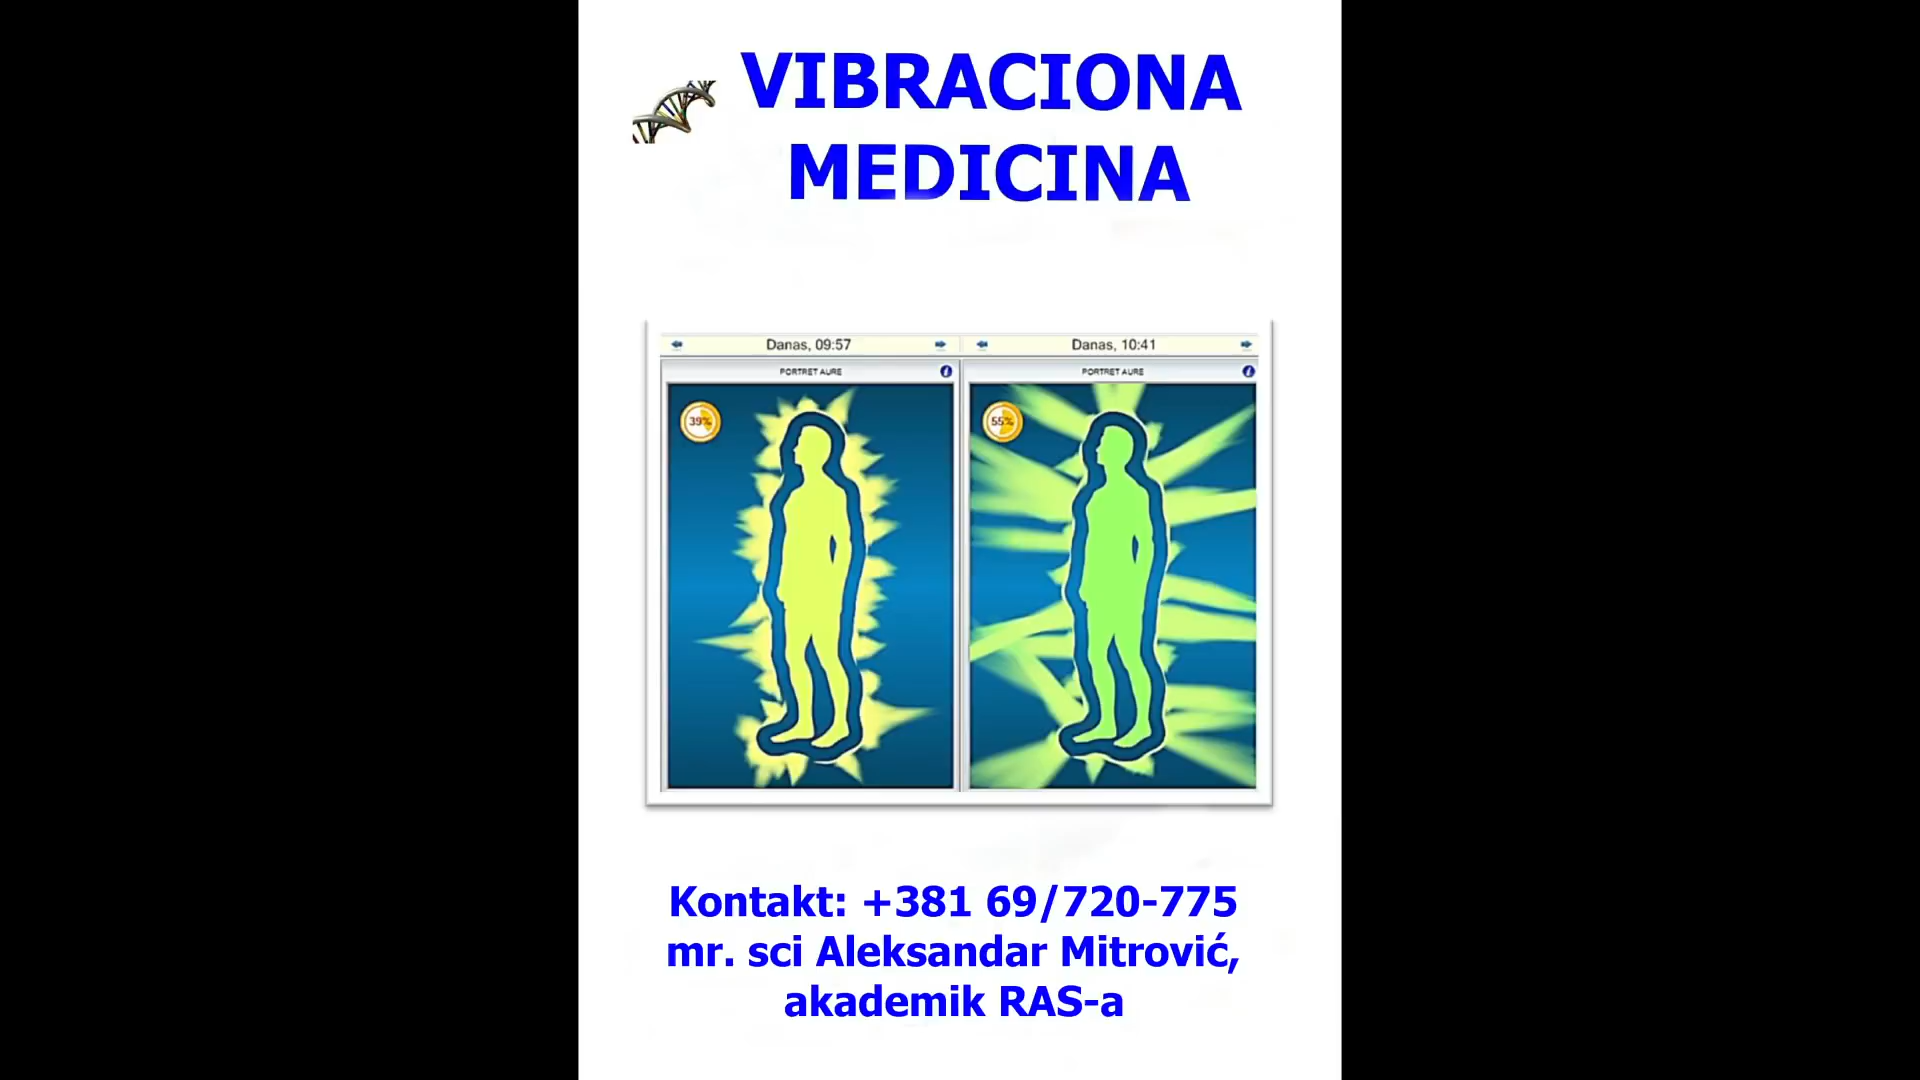 VIBRACIONA
MEDICINA
Danas, 09:57
Danas, 10:41
PORTRET AURE
PORTRET AURE
39%
55%
Kontakt: +381 69/720-775
mr. sci Aleksandar Mitrović,
akademik RAS-a